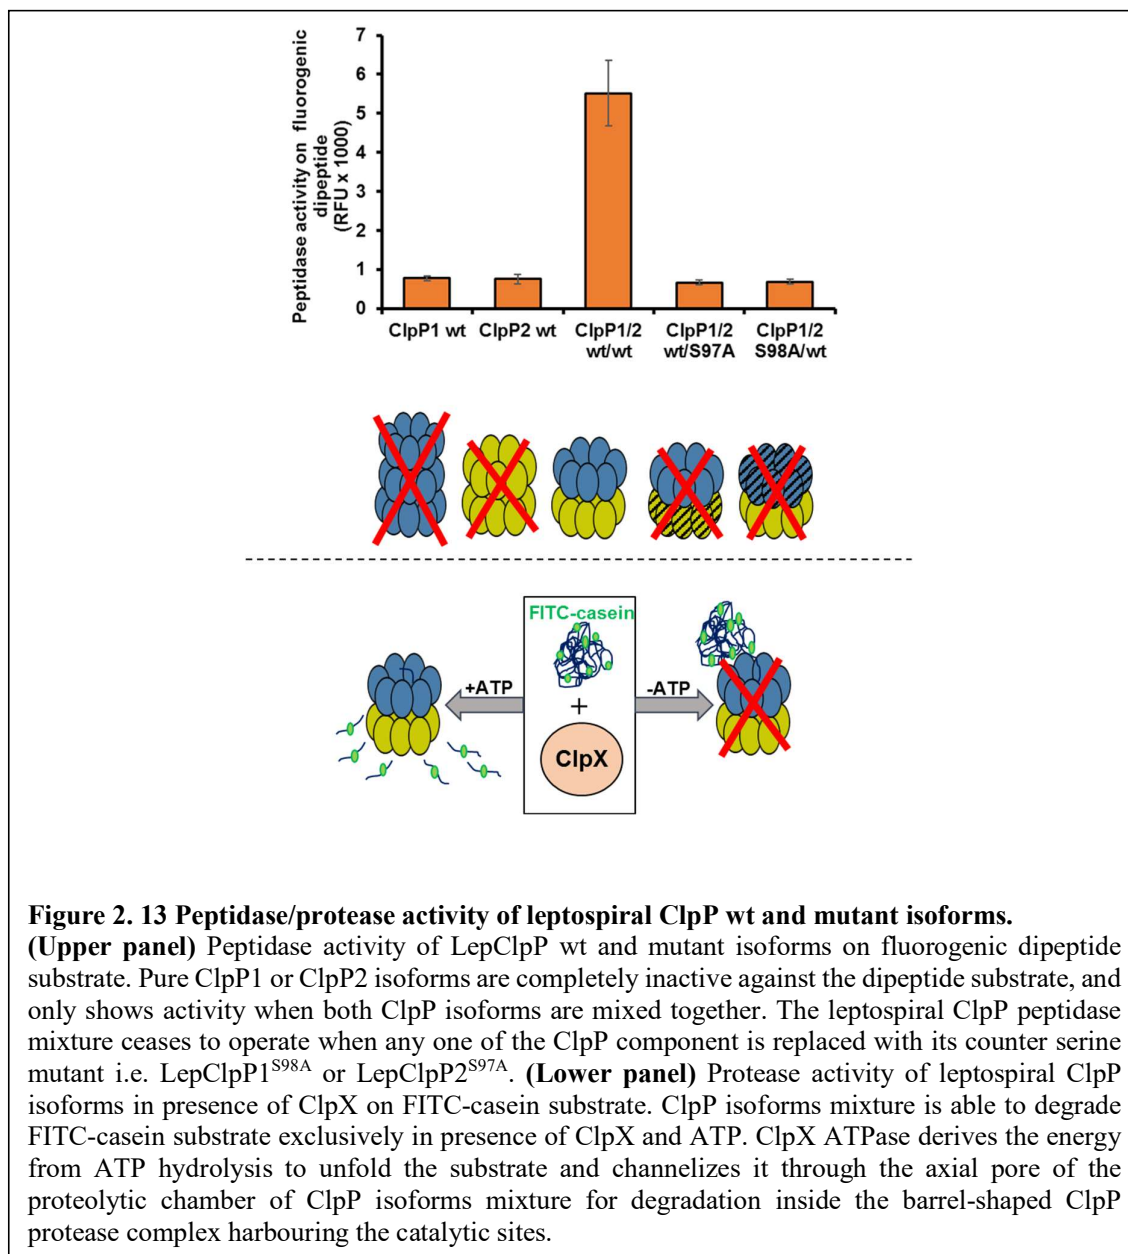 Peptidase activity on fluorogenic
dipeptide
(RFU x 1000)
7
6
5
4
3
2
1
0
ClpP1 wt
ClpP2 wt
ClpP1/2
wt/wt
ClpP1/2
wt/S97A
ClpP1/2
S98A/wt
FITC-casein
+ATP
+
-ATP
ClpX
Figure 2. 13 Peptidase/protease activity of leptospiral ClpP wt and mutant isoforms.
(Upper panel) Peptidase activity of LepClpP wt and mutant isoforms on fluorogenic dipeptide
substrate. Pure ClpP1 or ClpP2 isoforms are completely inactive against the dipeptide substrate, and
only shows activity when both ClpP isoforms are mixed together. The leptospiral ClpP peptidase
mixture ceases to operate when any one of the ClpP component is replaced with its counter serine
mutant i.e. LepClpP1S98A or LepClpP2S97A. (Lower panel) Protease activity of leptospiral ClpP
isoforms in presence of ClpX on FITC-casein substrate. ClpP isoforms mixture is able to degrade
FITC-casein substrate exclusively in presence of ClpX and ATP. ClpX ATPase derives the energy
from ATP hydrolysis to unfold the substrate and channelizes it through the axial pore of the
proteolytic chamber of ClpP isoforms mixture for degradation inside the barrel-shaped ClpP
protease complex harbouring the catalytic sites.